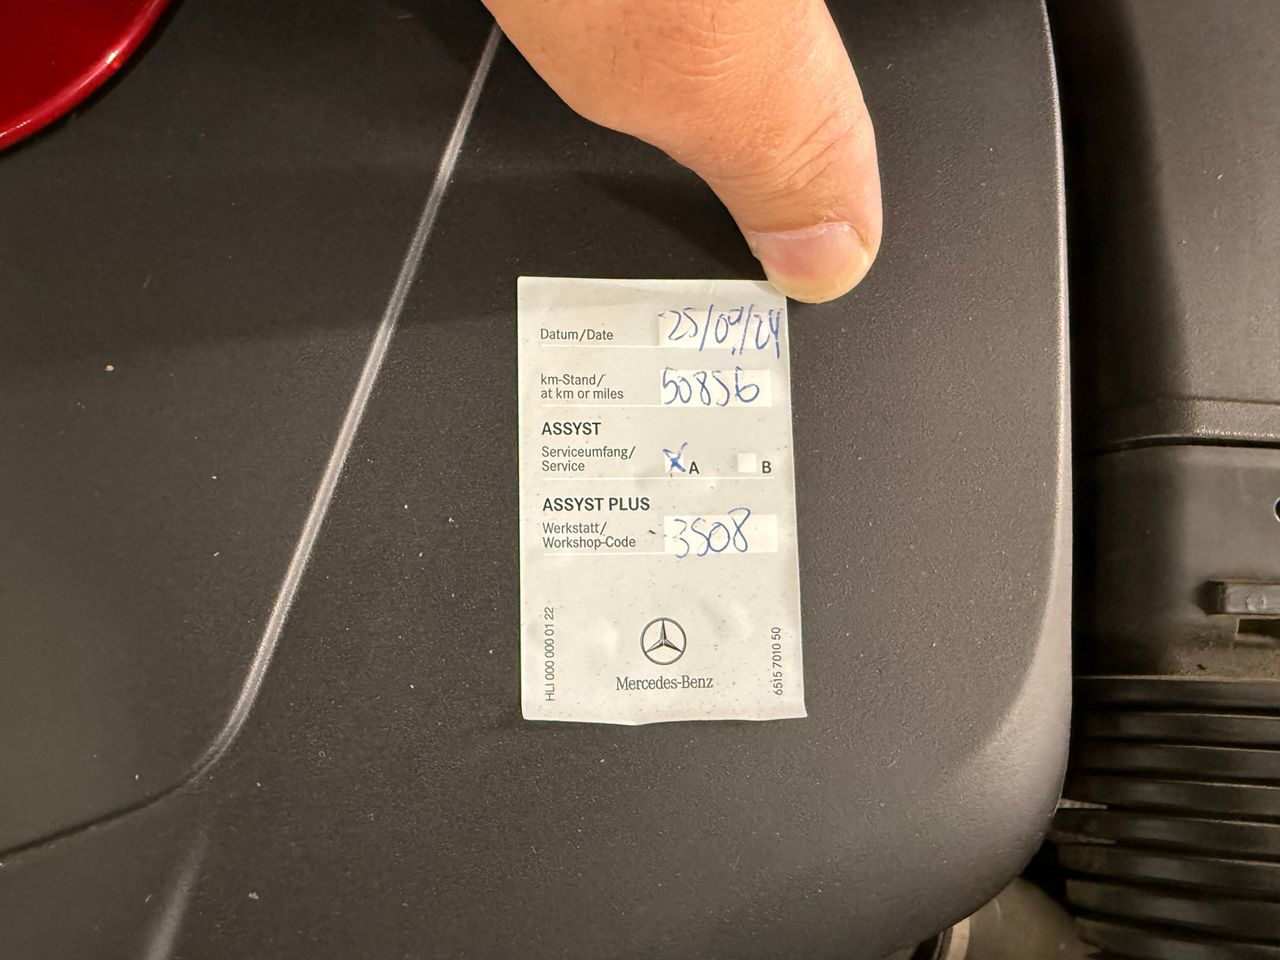 Datum/Date 25/09/24
km-Stand/
at km or miles 50856
ASSYST
Serviceumfang/
Service x A B
ASSYST PLUS
Werkstatt/
Workshop-Code 3508
HLI 000 000 01 22
Mercedes-Benz
6515 7010 50